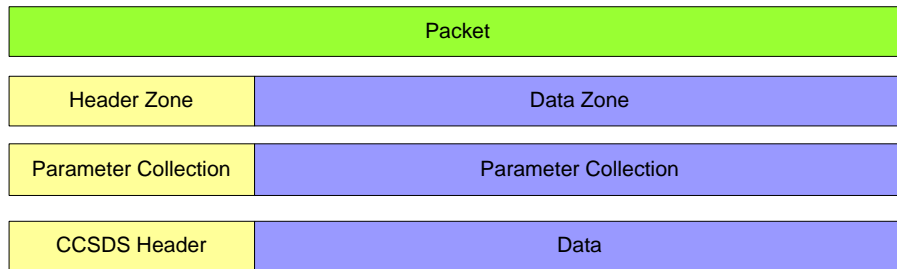 Packet
Header Zone
Data Zone
Parameter Collection
Parameter Collection
CCSDS Header
Data